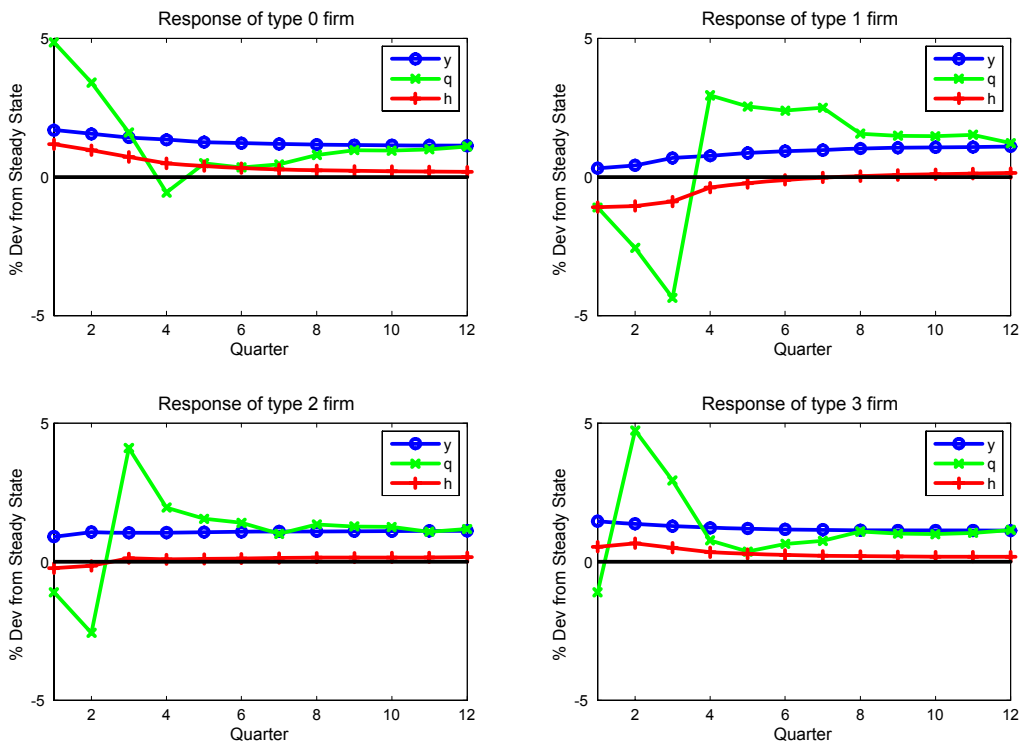 Response of type 0 firm
5
0
-5
% Dev from Steady State
y
q
h
2 4 6 8 10 12
Quarter
Response of type 1 firm
5
0
-5
% Dev from Steady State
y
q
h
2 4 6 8 10 12
Quarter
Response of type 2 firm
5
0
-5
% Dev from Steady State
y
q
h
2 4 6 8 10 12
Quarter
Response of type 3 firm
5
0
-5
% Dev from Steady State
y
q
h
2 4 6 8 10 12
Quarter